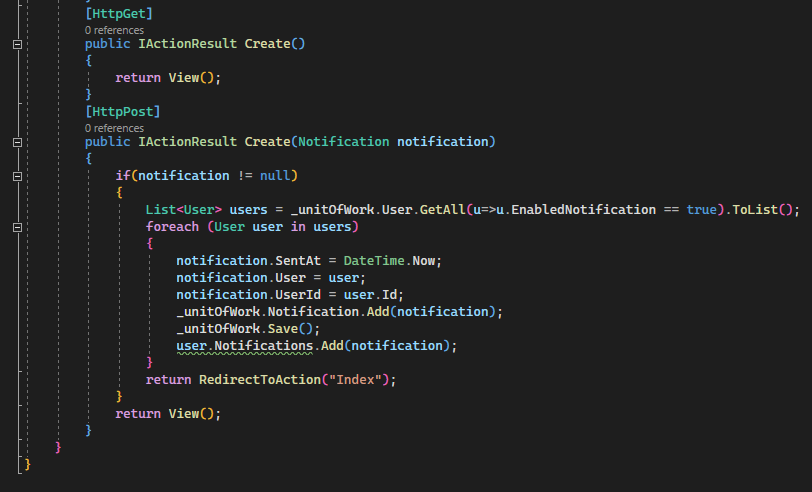 }
[HttpGet]
0 references
public IActionResult Create()
{
return View();
}
[HttpPost]
0 references
public IActionResult Create(Notification notification)
{
if(notification != null)
{
List<User> users = _unitOfWork.User.GetAll(u=>u.EnabledNotification == true).ToList();
foreach (User user in users)
{
notification.SentAt = DateTime.Now;
notification.User = user;
notification.UserId = user.Id;
_unitOfWork.Notification.Add(notification);
_unitOfWork.Save();
user.Notifications.Add(notification);
}
return RedirectToAction("Index");
}
return View();
}
}
}